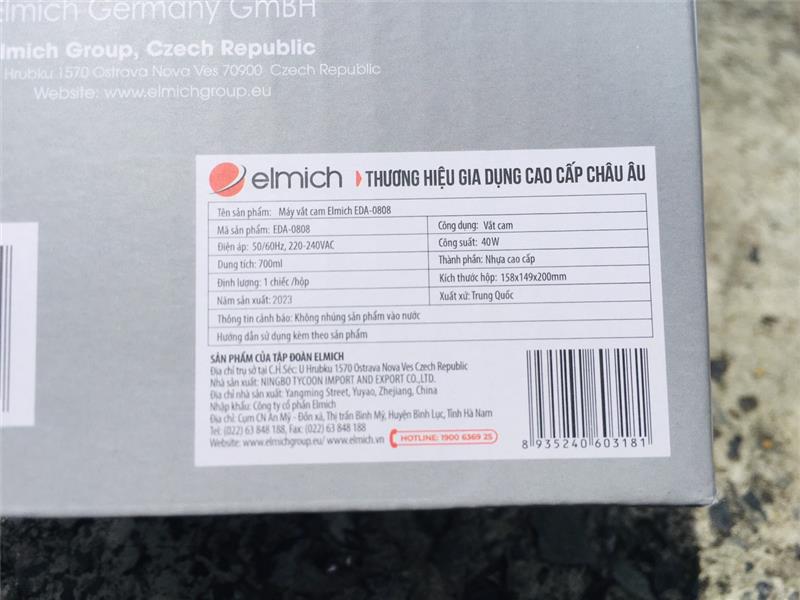 Elmich Germany GmBH
Elmich Group, Czech Republic
Hrubku 1570 Ostrava Nova Ves 70900 Czech Republic
Website: www.elmichgroup.eu
elmich THƯƠNG HIỆU GIA DỤNG CAO CẤP CHÂU ÂU
Tên sản phẩm: Máy vắt cam Elmich EDA-0808
Mã sản phẩm: EDA-0808
Công dụng: Vắt cam
Điện áp: 50/60Hz, 220-240VAC
Công suất: 40W
Dung tích: 700ml
Thành phần: Nhựa cao cấp
Định lượng: 1 chiếc/hộp
Kích thước hộp: 158x149x200mm
Năm sản xuất: 2023
Xuất xứ: Trung Quốc
Thông tin cảnh báo: Không nhúng sản phẩm vào nước
Hướng dẫn sử dụng kèm theo sản phẩm
SẢN PHẨM CỦA TẬP ĐOÀN ELMICH
Địa chỉ trụ sở tại C.H.Séc: U Hrubku 1570 Ostrava Nova Ves Czech Republic
Nhà sản xuất: NINGBO TYCOON IMPORT AND EXPORT CO.,LTD.
Địa chỉ nhà sản xuất: Yangming Street, Yuyao, Zhejiang, China
Nhập khẩu: Công ty cổ phần Elmich
Địa chỉ: Cụm CN An Mỹ - Đồn xá, Thị trấn Bình Mỹ, Huyện Bình Lục, Tỉnh Hà Nam
Tel: (022) 63 848 188, Fax: (022) 63 848 188
Website: www.elmichgroup.eu/ www.elmich.vn
HOTLINE: 1900 6369 25
8 935240 603181